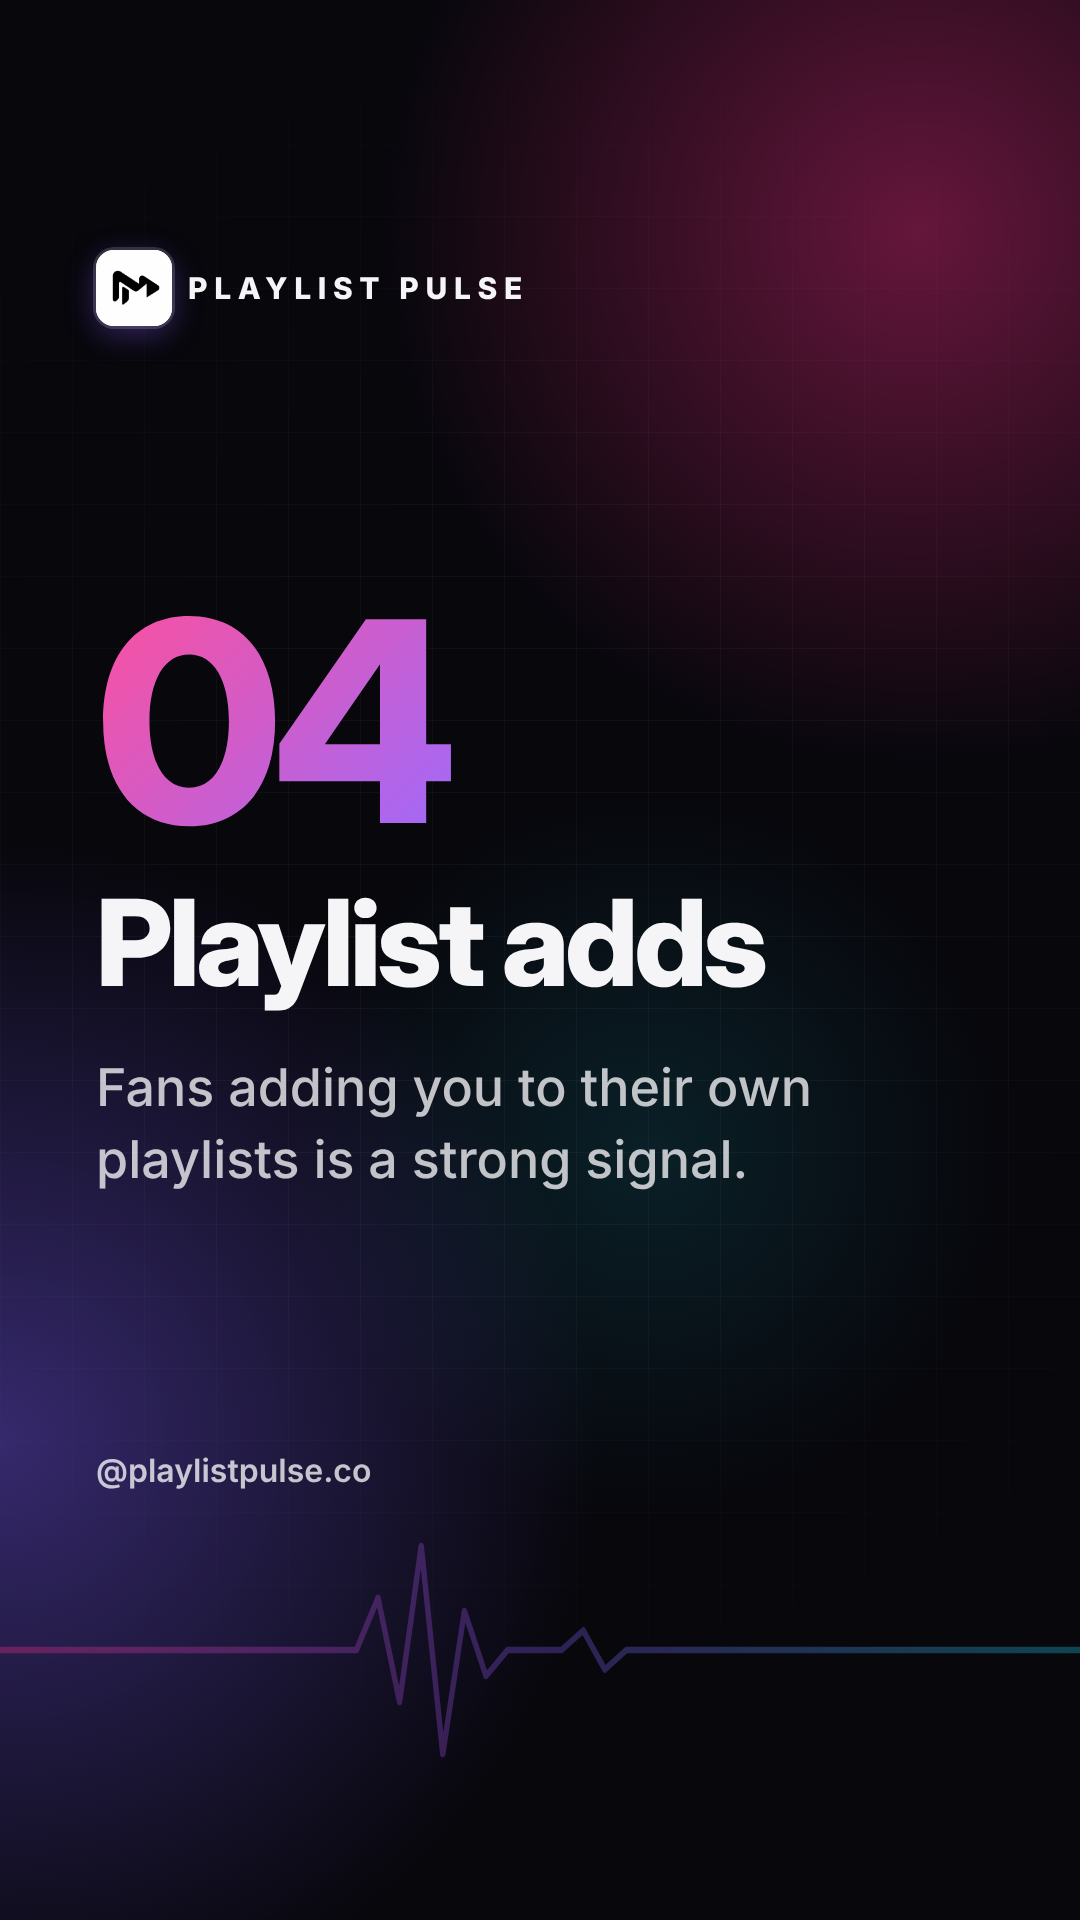 PLAYLIST PULSE
04
Playlist adds
Fans adding you to their own
playlists is a strong signal.
@playlistpulse.co